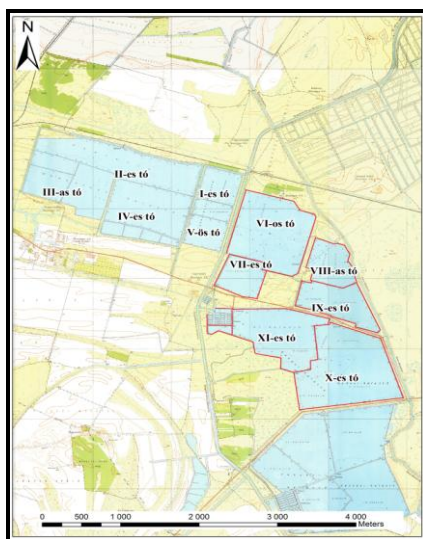 N
II-es tó
III-as tó
I-es tó
IV-es tó
V-ös tó
VI-os tó
VII-es tó
VIII-as tó
IX-es tó
XI-es tó
X-es tó
0 500 1 000 2 000 3 000 4 000
Meters